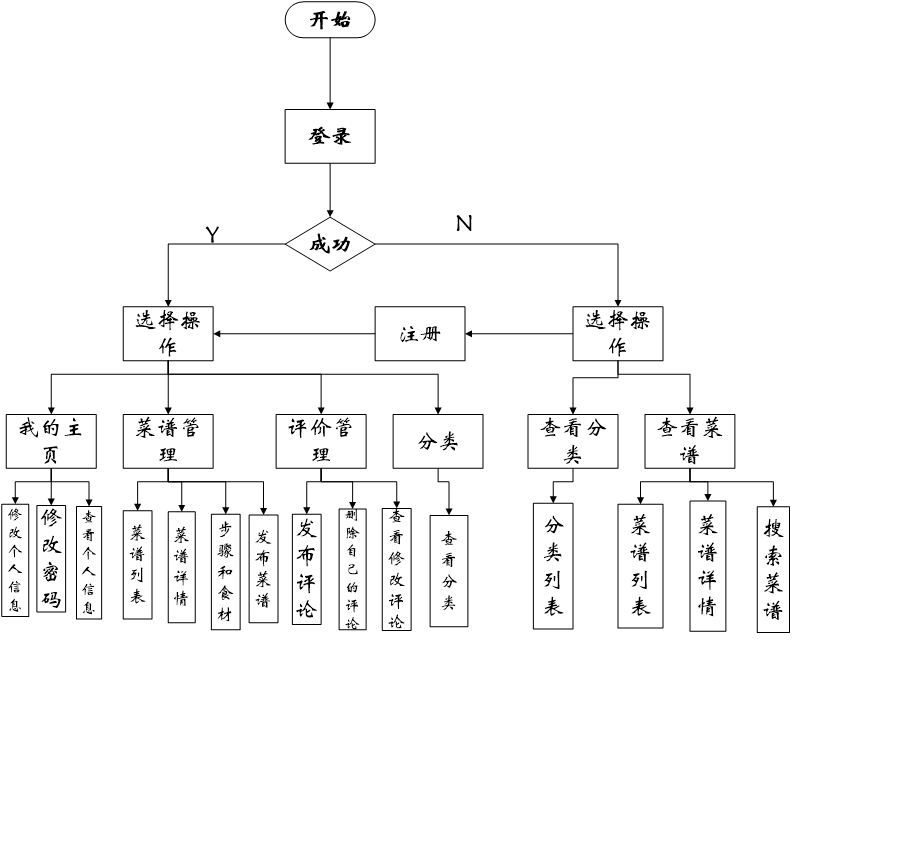 开始
登录
Y
N
成功
选择操
作
注册
选择操
作
我的主
页
菜谱管
理
评价管
理
分类
查看分
类
查看菜
谱
修改个人信息
修改密码
查看个人信息
菜谱列表
菜谱详情
步骤和食材
发布菜谱
发布评论
删除自己的评论
查看修改评论
查看分类
分类列表
菜谱列表
菜谱详情
搜索菜谱